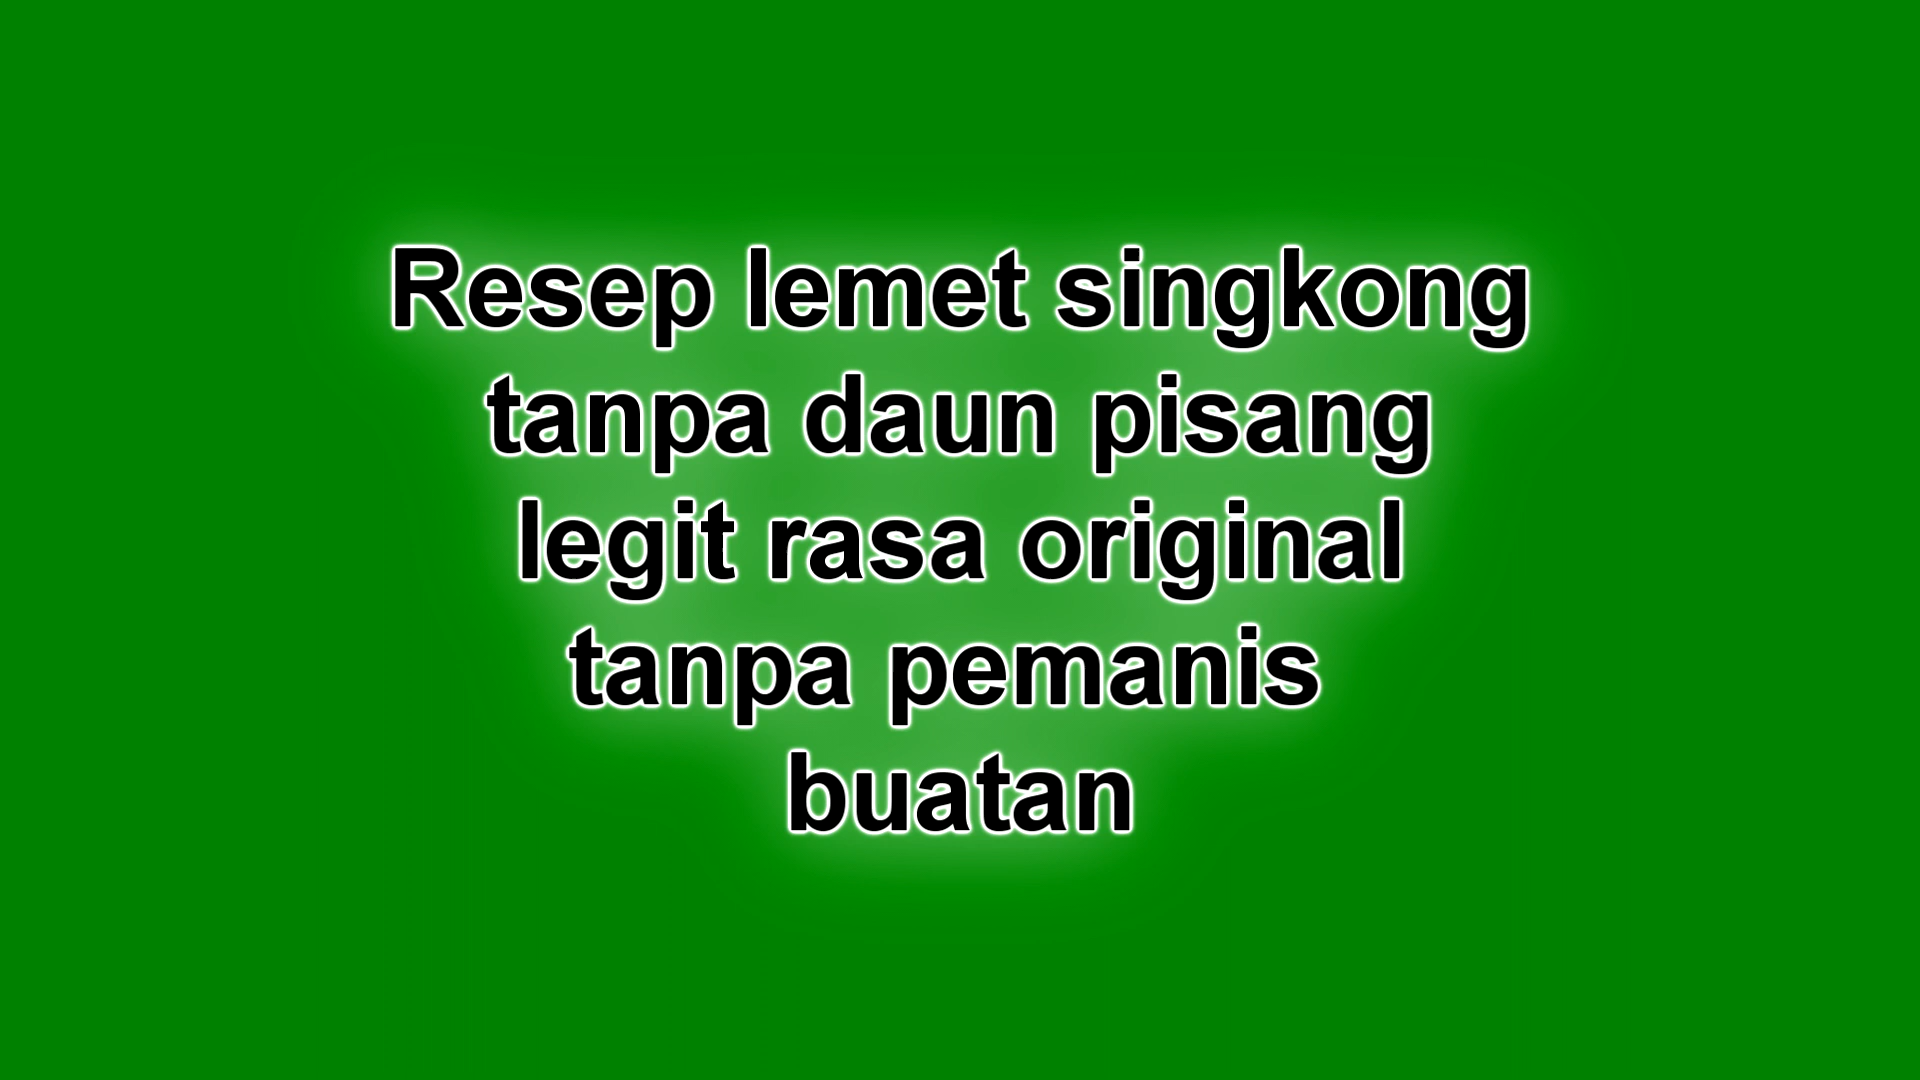 Resep lemet singkong
tanpa daun pisang
legit rasa original
tanpa pemanis
buatan